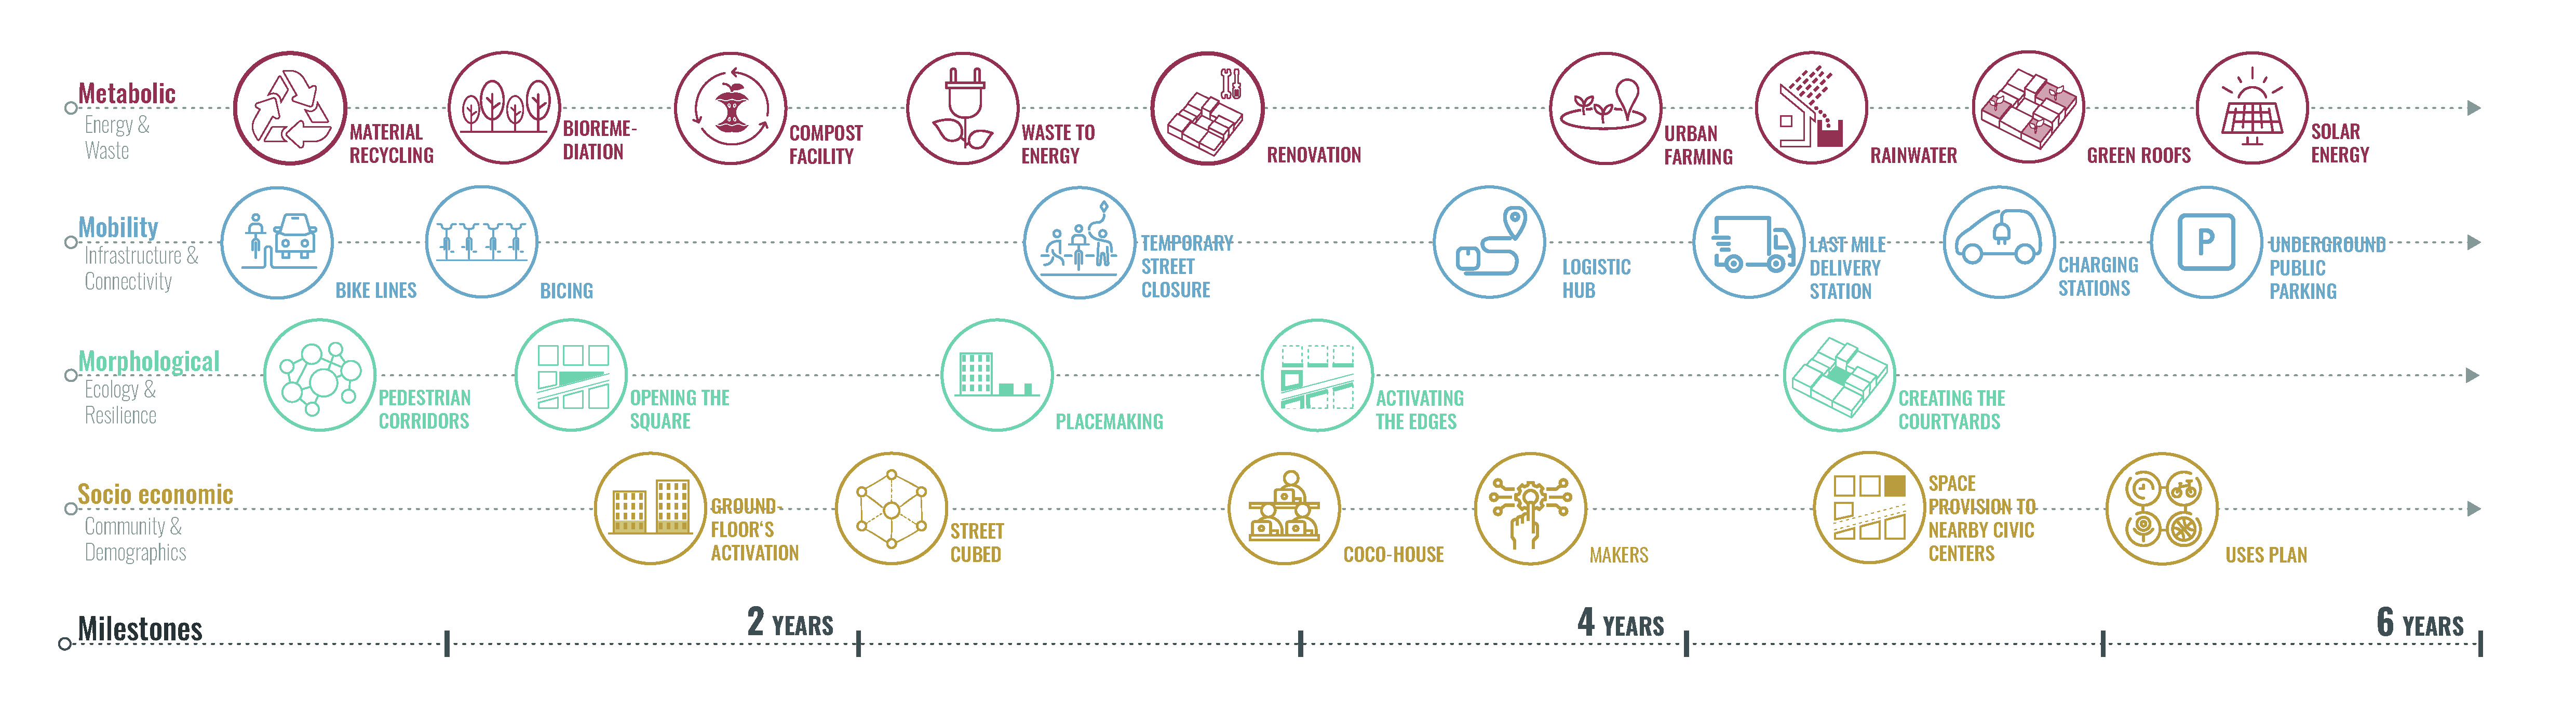 Metabolic
Energy &
Waste
MATERIAL
RECYCLING
BIOREME-
DIATION
COMPOST
FACILITY
WASTE TO
ENERGY
RENOVATION
URBAN
FARMING
RAINWATER
GREEN ROOFS
SOLAR
ENERGY
Mobility
Infrastructure &
Connectivity
BIKE LINES
BICING
TEMPORARY
STREET
CLOSURE
LOGISTIC
HUB
LAST MILE
DELIVERY
STATION
CHARGING
STATIONS
P
UNDERGROUND
PUBLIC
PARKING
Morphological
Ecology &
Resilience
PEDESTRIAN
CORRIDORS
OPENING THE
SQUARE
PLACEMAKING
ACTIVATING
THE EDGES
CREATING THE
COURTYARDS
Socio economic
Community &
Demographics
GROUND
FLOOR'S
ACTIVATION
STREET
CUBED
COCO-HOUSE
MAKERS
SPACE
PROVISION TO
NEARBY CIVIC
CENTERS
USES PLAN
Milestones
2 YEARS
4 YEARS
6 YEARS